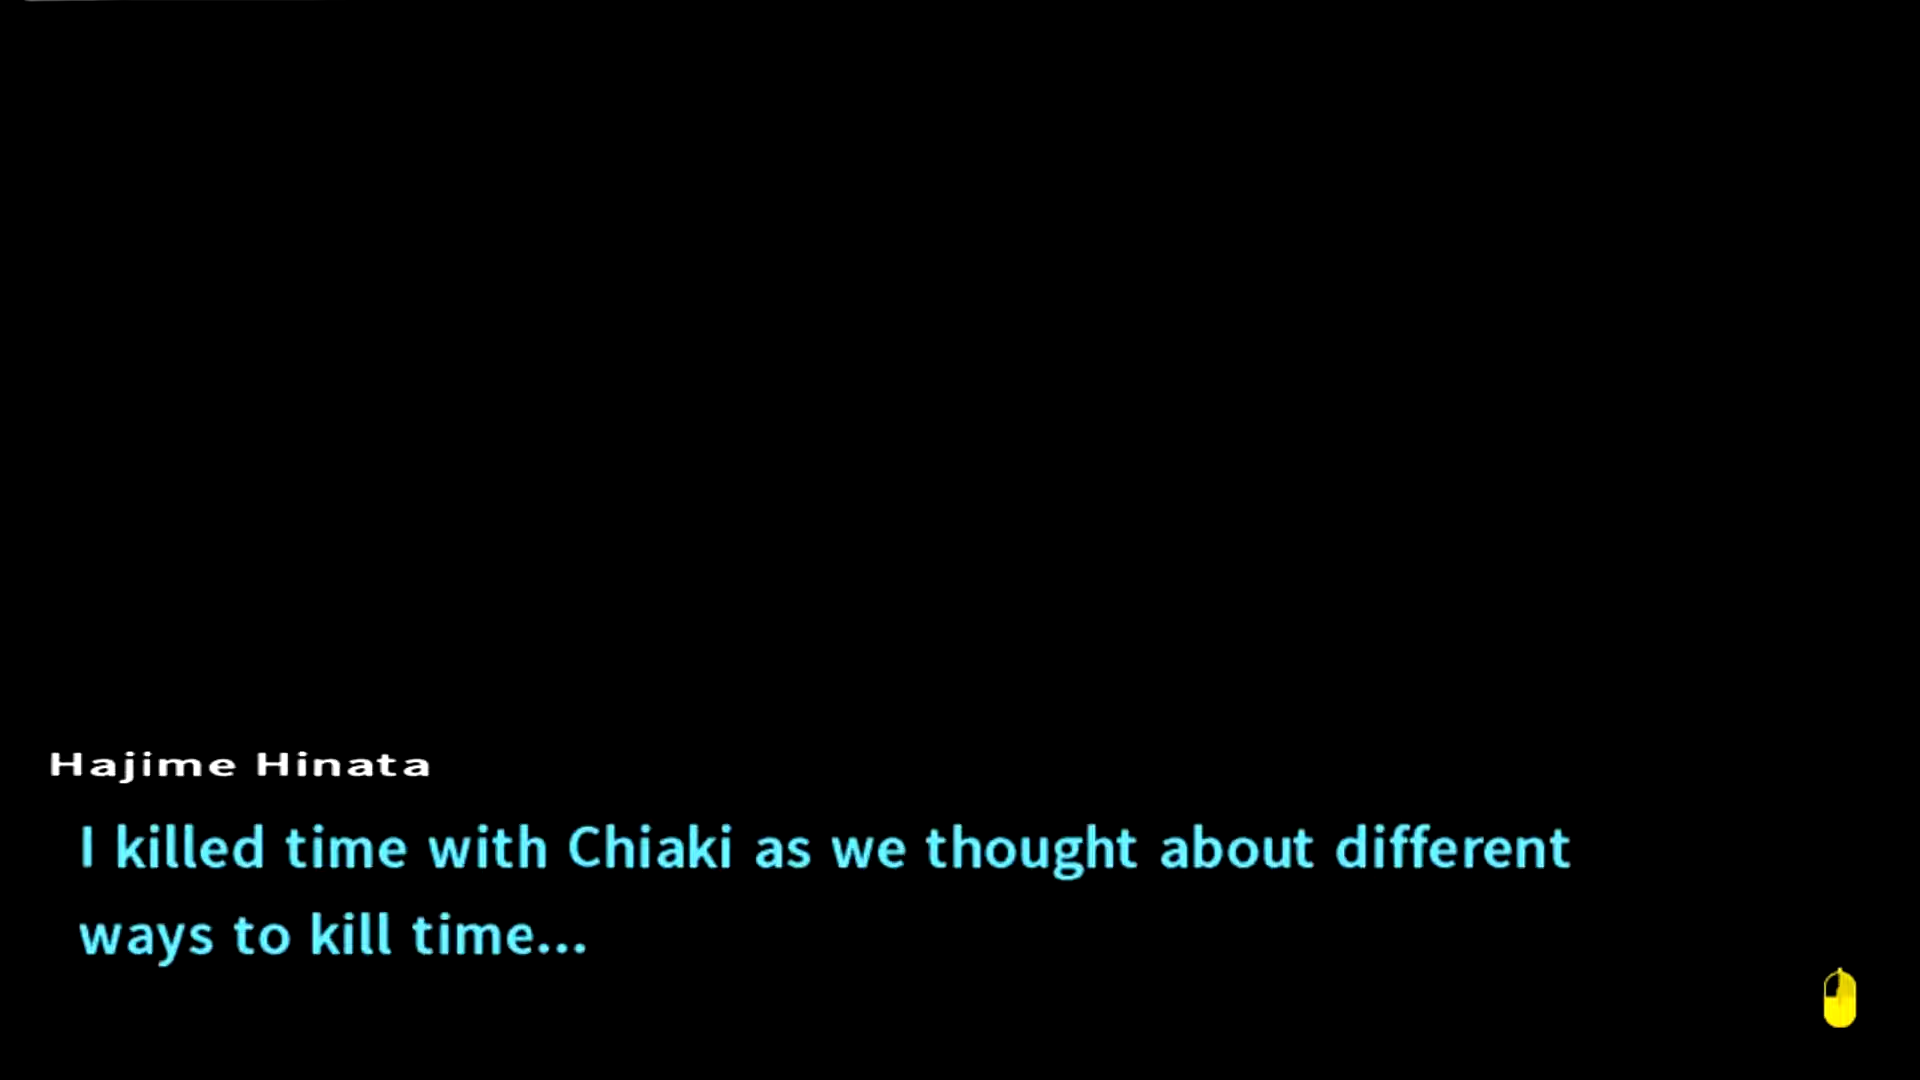 Hajime Hinata
I killed time with Chiaki as we thought about different
ways to kill time...